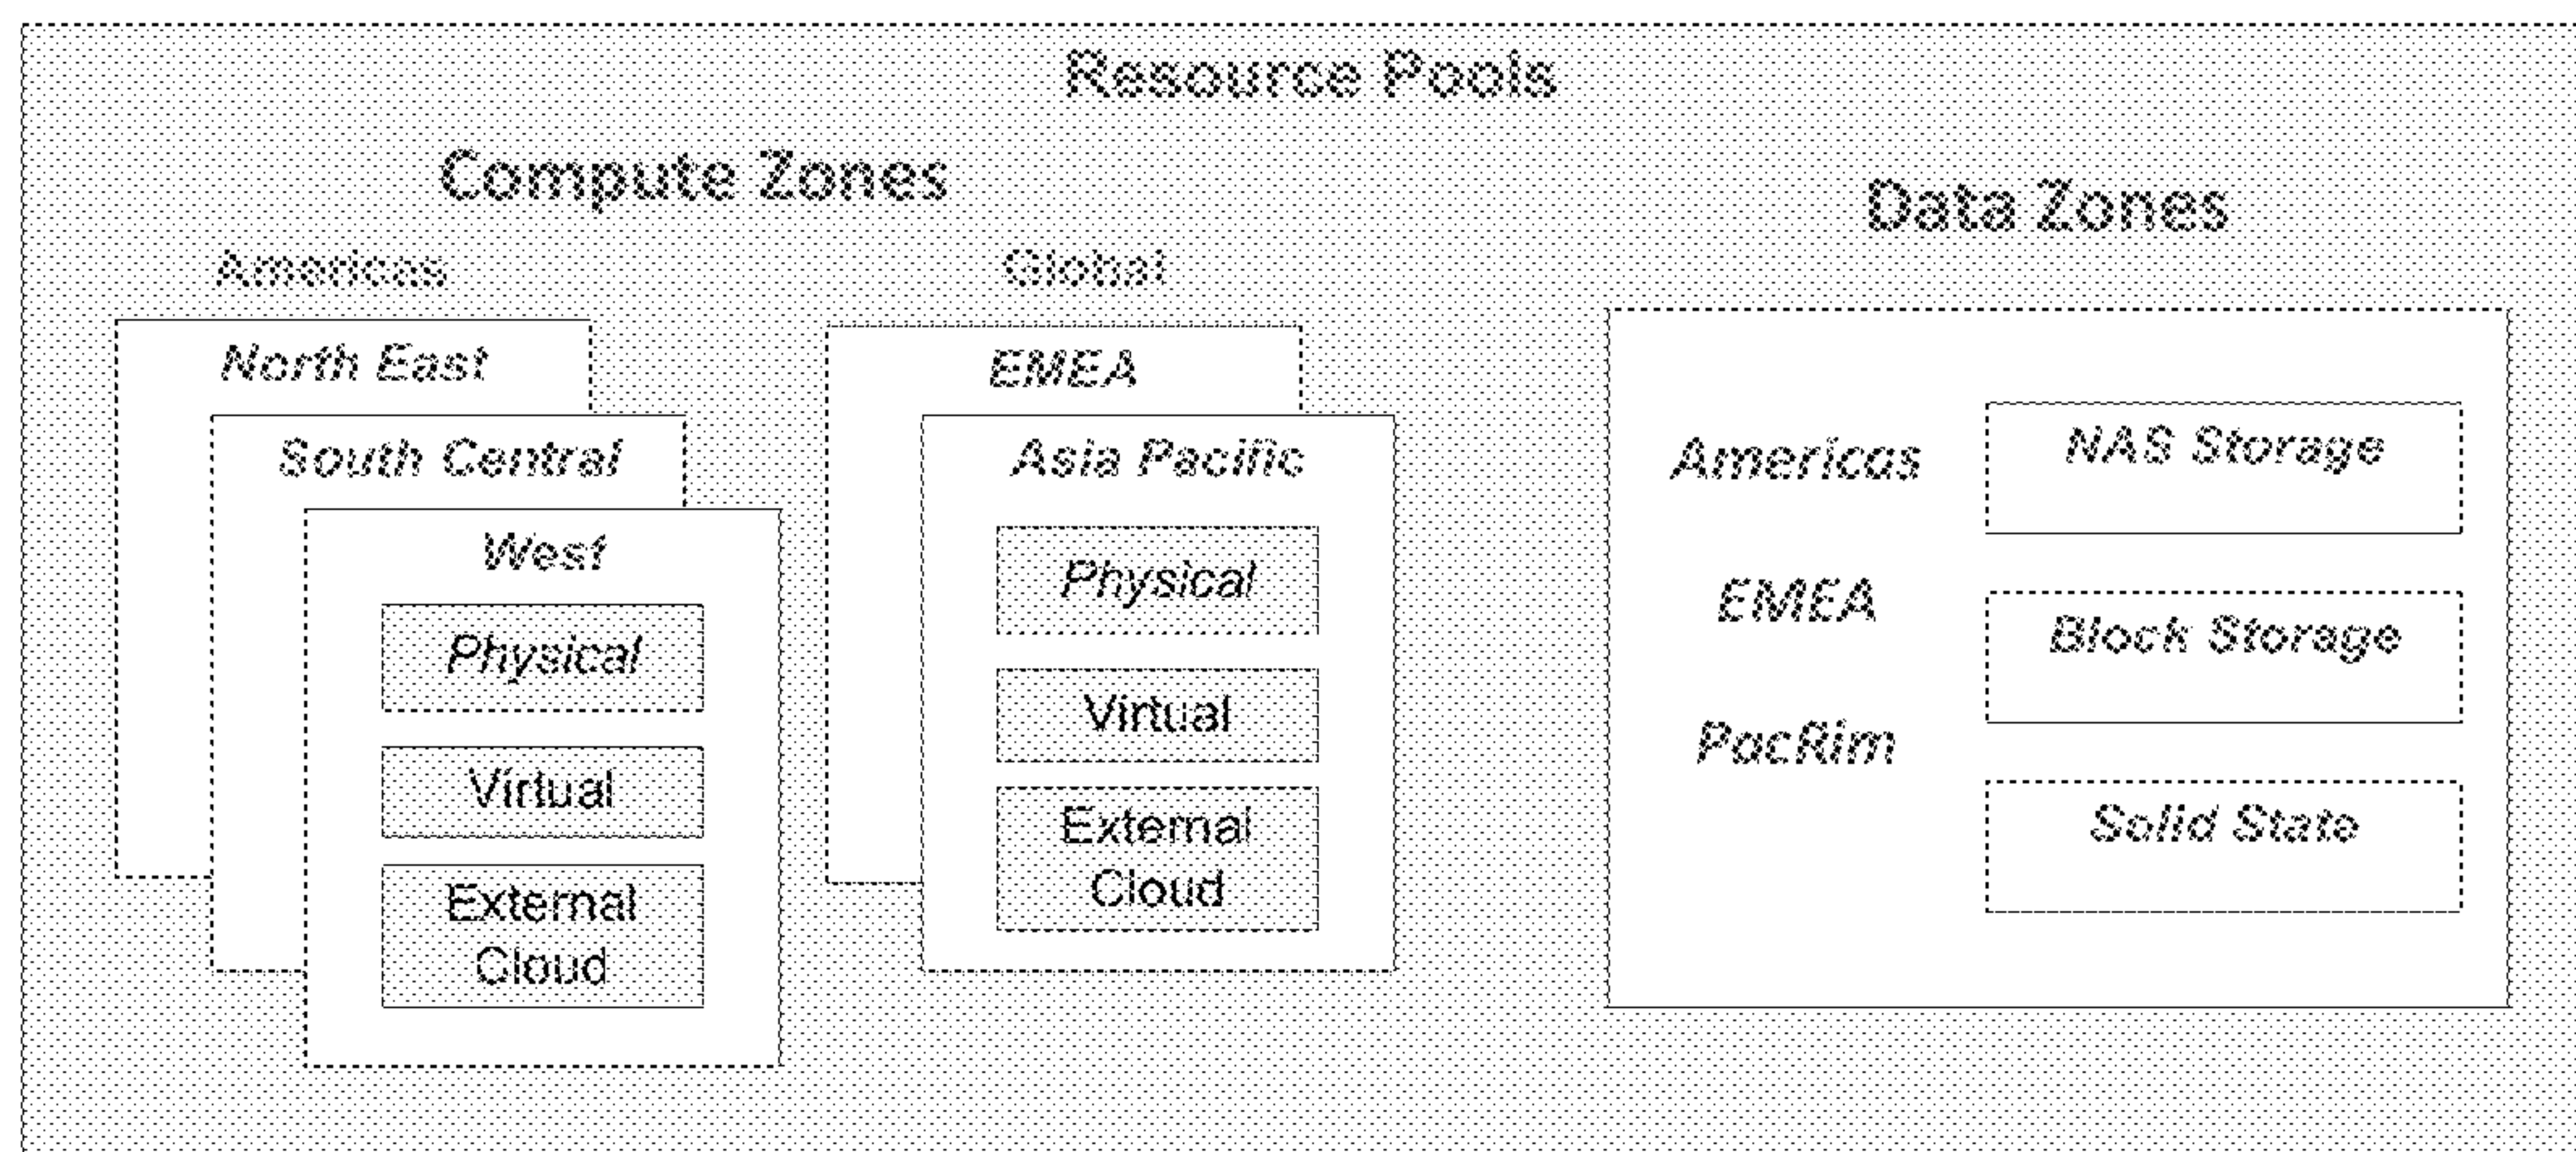 Resource Pools
Compute Zones
Data Zones
Americas
Global
North East
South Central
West
Physical
Virtual
External
Cloud
EMEA
Asia Pacific
Physical
Virtual
External
Cloud
Americas
EMEA
PacRim
NAS Storage
Block Storage
Solid State